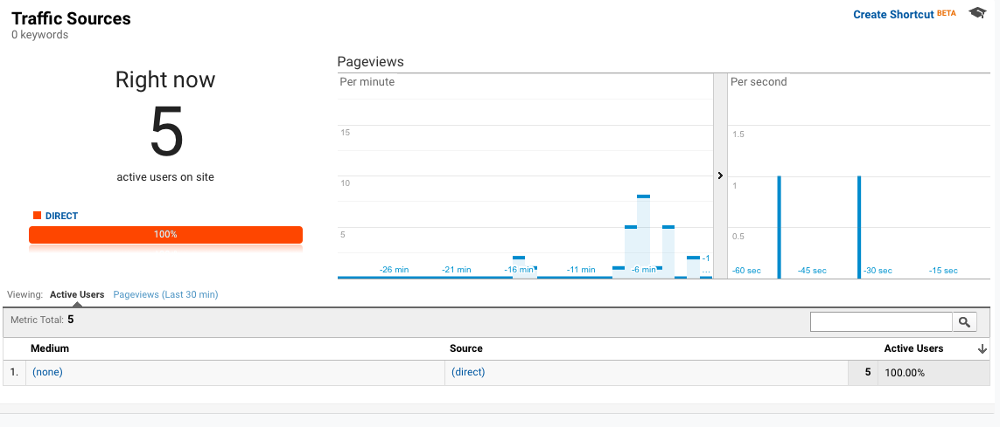 Traffic Sources
Create Shortcut BETA
0 keywords
Right now
5
active users on site
DIRECT
100%
Pageviews
Per minute
Per second
15
10
5
1.5
1
0.5
-26 min
-21 min
-16 min
-11 min
-6 min
-1
...
-60 sec
-45 sec
-30 sec
-15 sec
Viewing: Active Users Pageviews (Last 30 min)
Metric Total: 5
Medium Source Active Users
1. (none) (direct) 5 100.00%